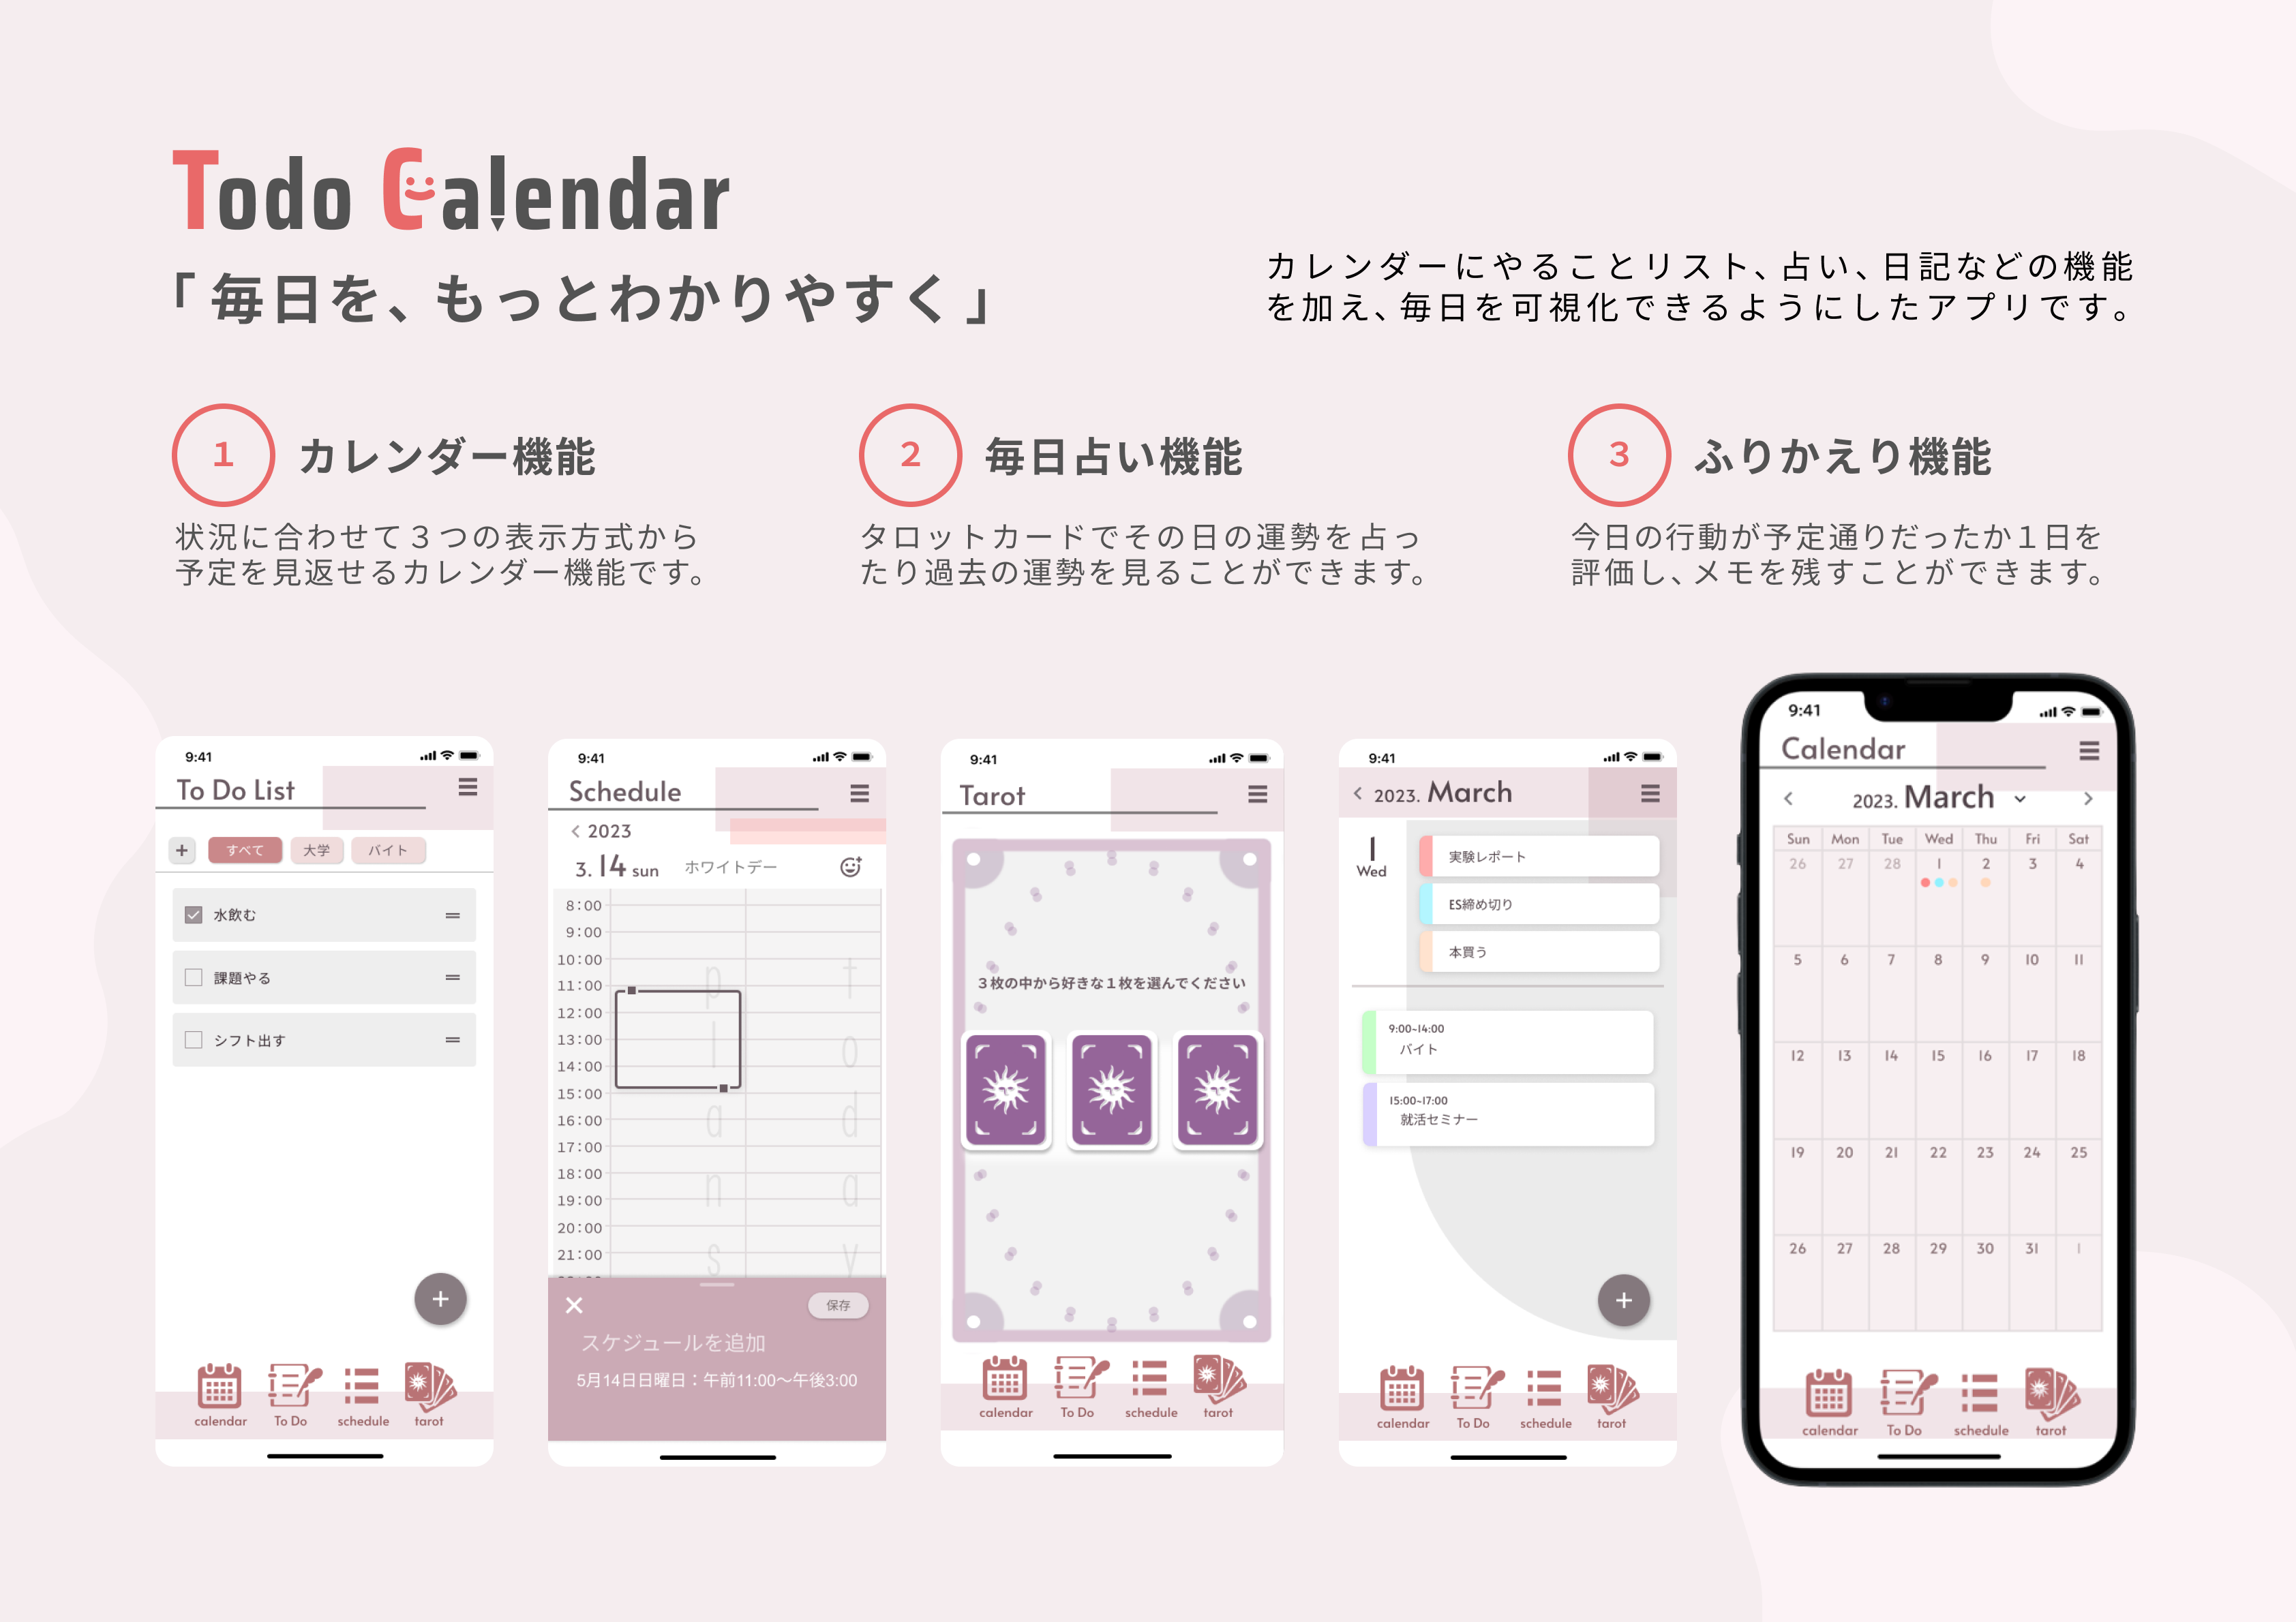 Todo Calendar
「毎日を、もっとわかりやすく」
カレンダーにやることリスト、占い、日記などの機能
を加え、毎日を可視化できるようにしたアプリです。
1 カレンダー機能
状況に合わせて３つの表示方式から
予定を見返せるカレンダー機能です。
2 毎日占い機能
タロットカードでその日の運勢を占っ
たり過去の運勢を見ることができます。
3 ふりかえり機能
今日の行動が予定通りだったか１日を
評価し、メモを残すことができます。
9:41
To Do List
+ すべて 大学 バイト
水飲む
課題やる
シフト出す
+
calendar To Do schedule tarot
9:41
Schedule
< 2023
3. 14 sun ホワイトデー
8:00
9:00
10:00
11:00
12:00
13:00
14:00
15:00
16:00
17:00
18:00
19:00
20:00
21:00
plans
today
× 保存
スケジュールを追加
5月14日日曜日：午前11:00〜午後3:00
9:41
Tarot
３枚の中から好きな１枚を選んでください
calendar To Do schedule tarot
9:41
< 2023. March
1
Wed
実験レポート
ES締め切り
本買う
9:00~14:00
バイト
15:00~17:00
就活セミナー
+
calendar To Do schedule tarot
9:41
Calendar
< 2023. March >
Sun Mon Tue Wed Thu Fri Sat
26 27 28 1 2 3 4
5 6 7 8 9 10 11
12 13 14 15 16 17 18
19 20 21 22 23 24 25
26 27 28 29 30 31 1
calendar To Do schedule tarot